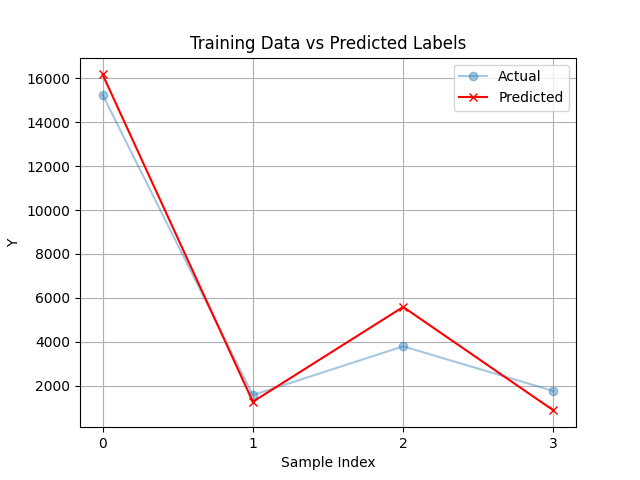 Training Data vs Predicted Labels
Actual
Predicted
16000
14000
12000
10000
8000
6000
4000
2000
Y
0 1 2 3
Sample Index